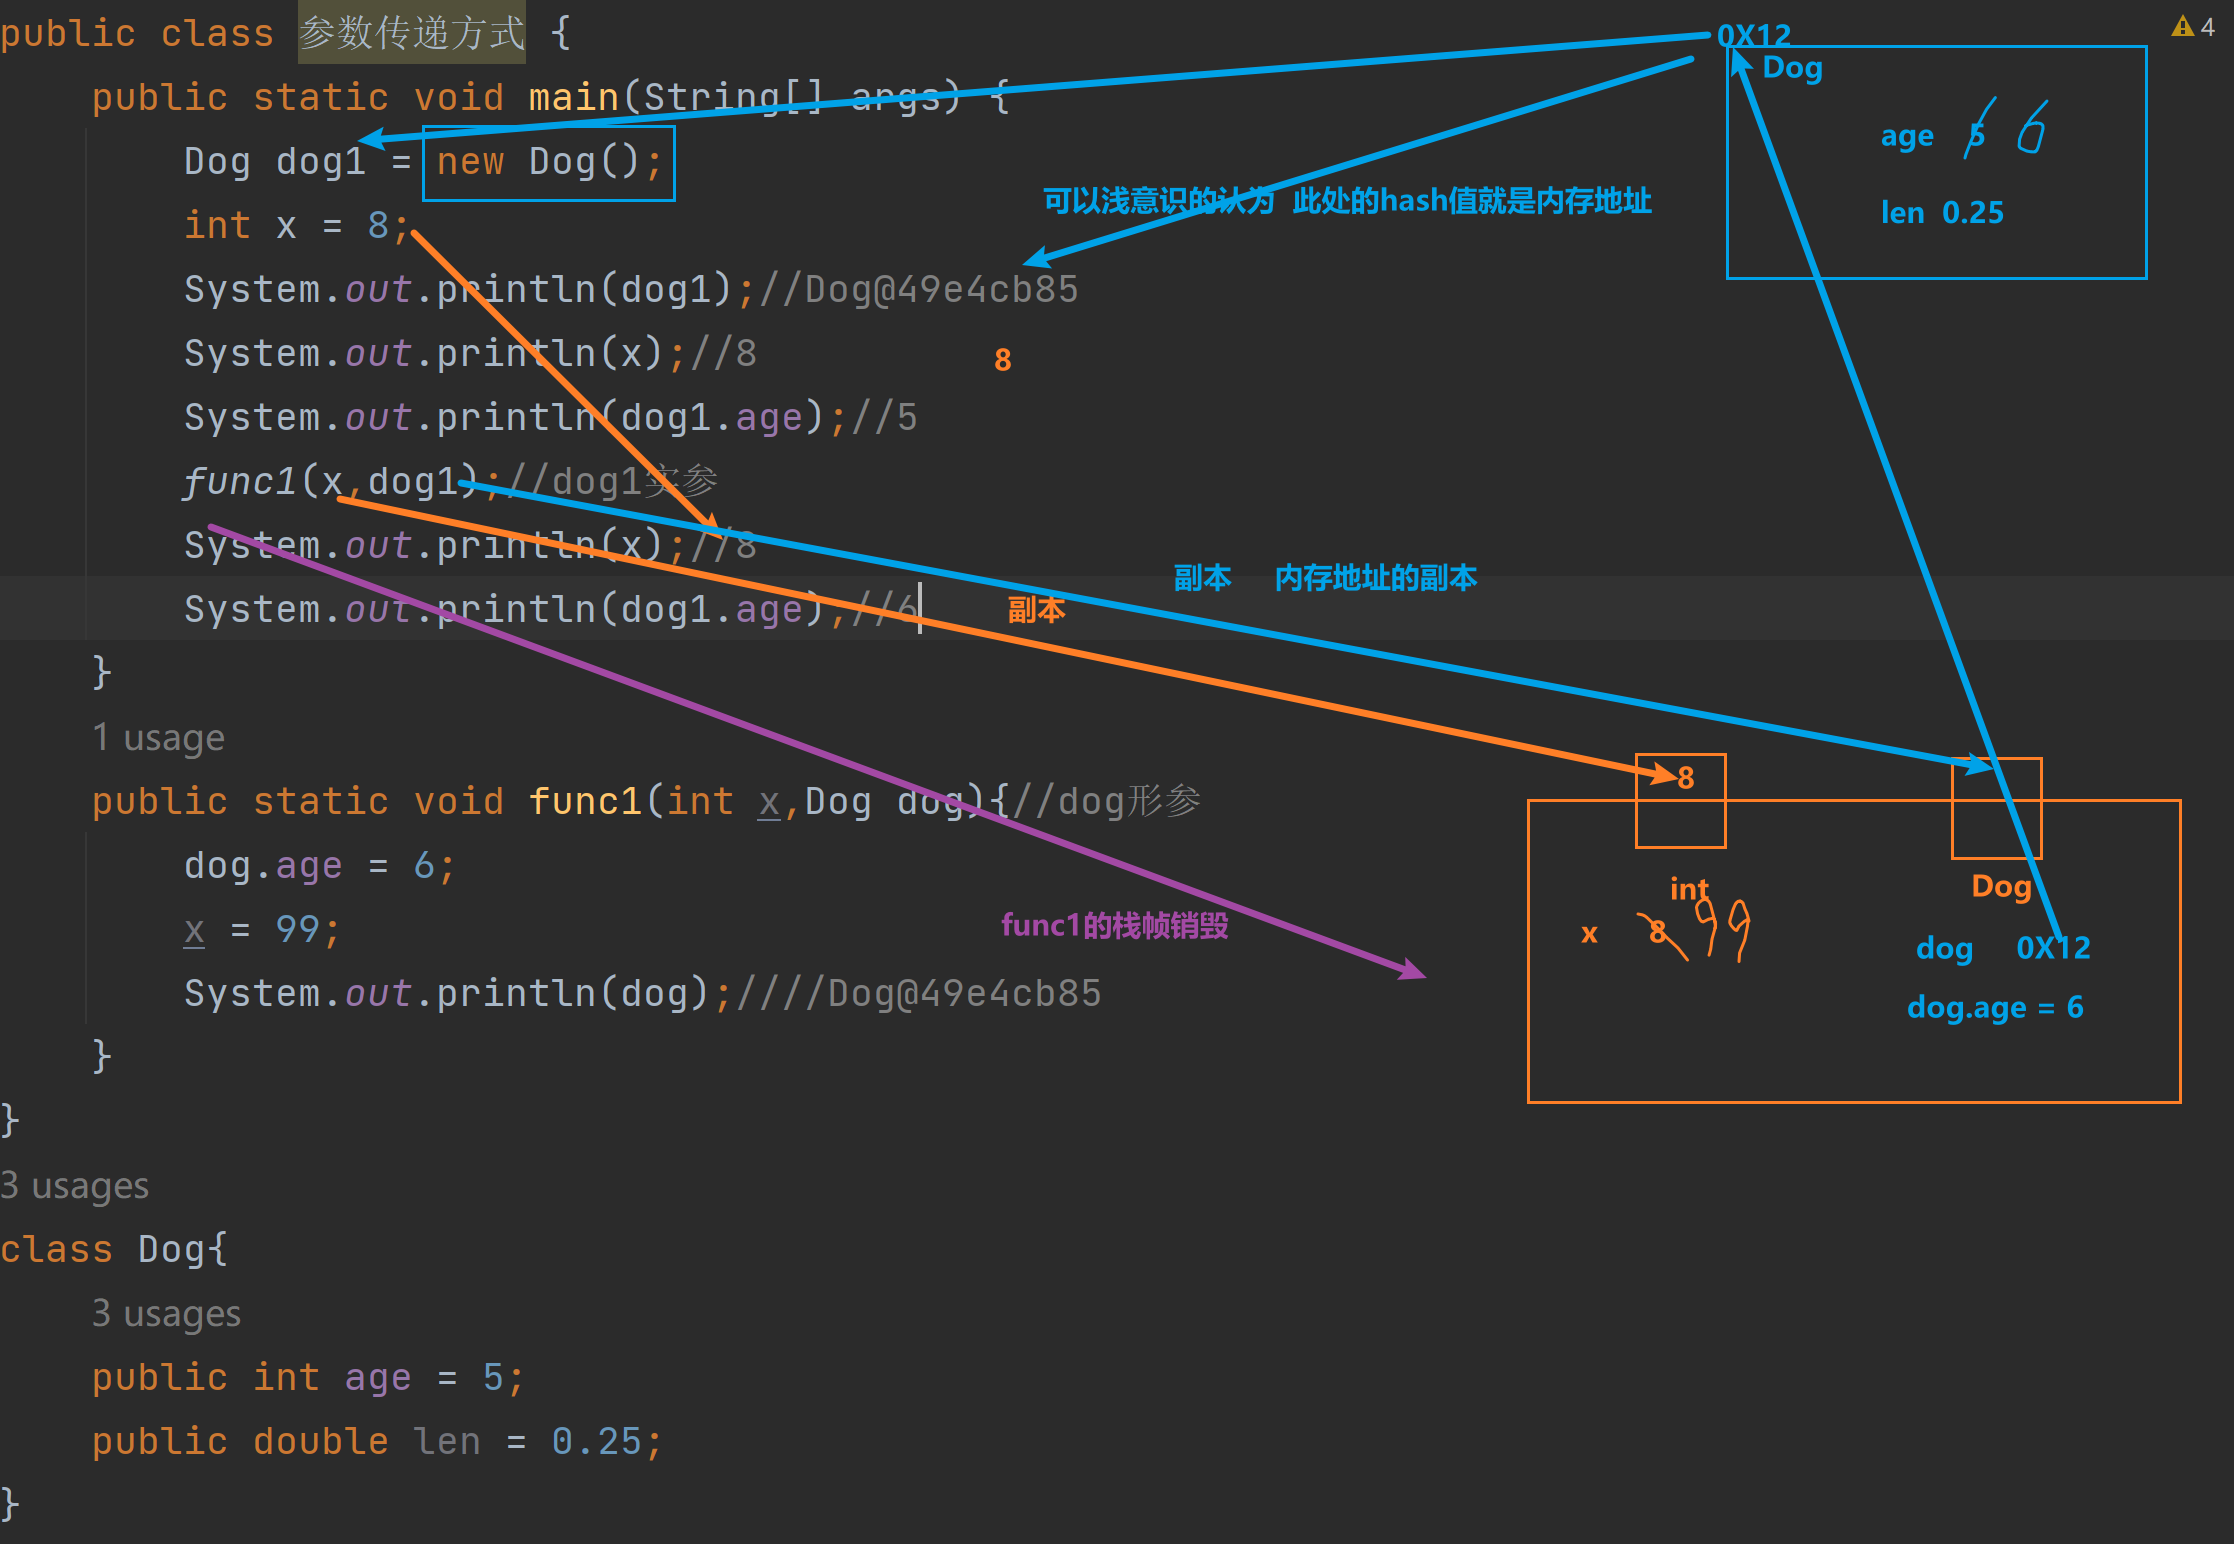 public class 参数传递方式 {
0X12
4
Dog
public static void main(String[] args) {
age 5 6
Dog dog1 = new Dog();
可以浅意识的认为 此处的hash值就是内存地址
len 0.25
int x = 8;
System.out.println(dog1);//Dog@49e4cb85
System.out.println(x);//8
8
System.out.println(dog1.age);//5
func1(x,dog1);//dog1实参
System.out.println(x);//8
副本 内存地址的副本
System.out.println(dog1.age);//6
副本
}
1 usage
8
public static void func1(int x,Dog dog){//dog形参
dog.age = 6;
int
Dog
x = 99;
func1的栈帧销毁
x 8 99
dog 0X12
System.out.println(dog);////Dog@49e4cb85
dog.age = 6
}
}
3 usages
class Dog{
3 usages
public int age = 5;
public double len = 0.25;
}